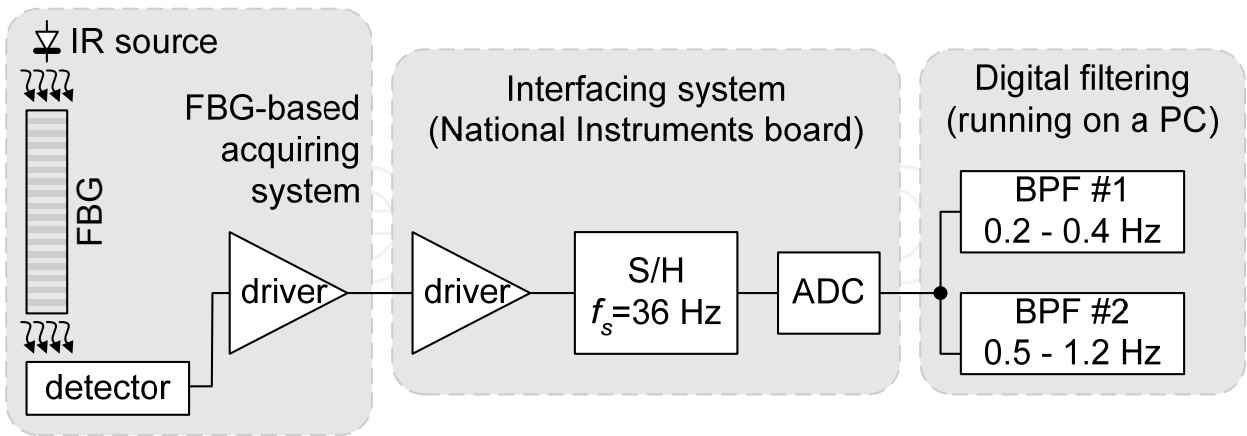 IR source
FBG-based
acquiring
system
FBG
driver
detector
Interfacing system
(National Instruments board)
driver
S/H
fs=36 Hz
ADC
Digital filtering
(running on a PC)
BPF #1
0.2 - 0.4 Hz
BPF #2
0.5 - 1.2 Hz